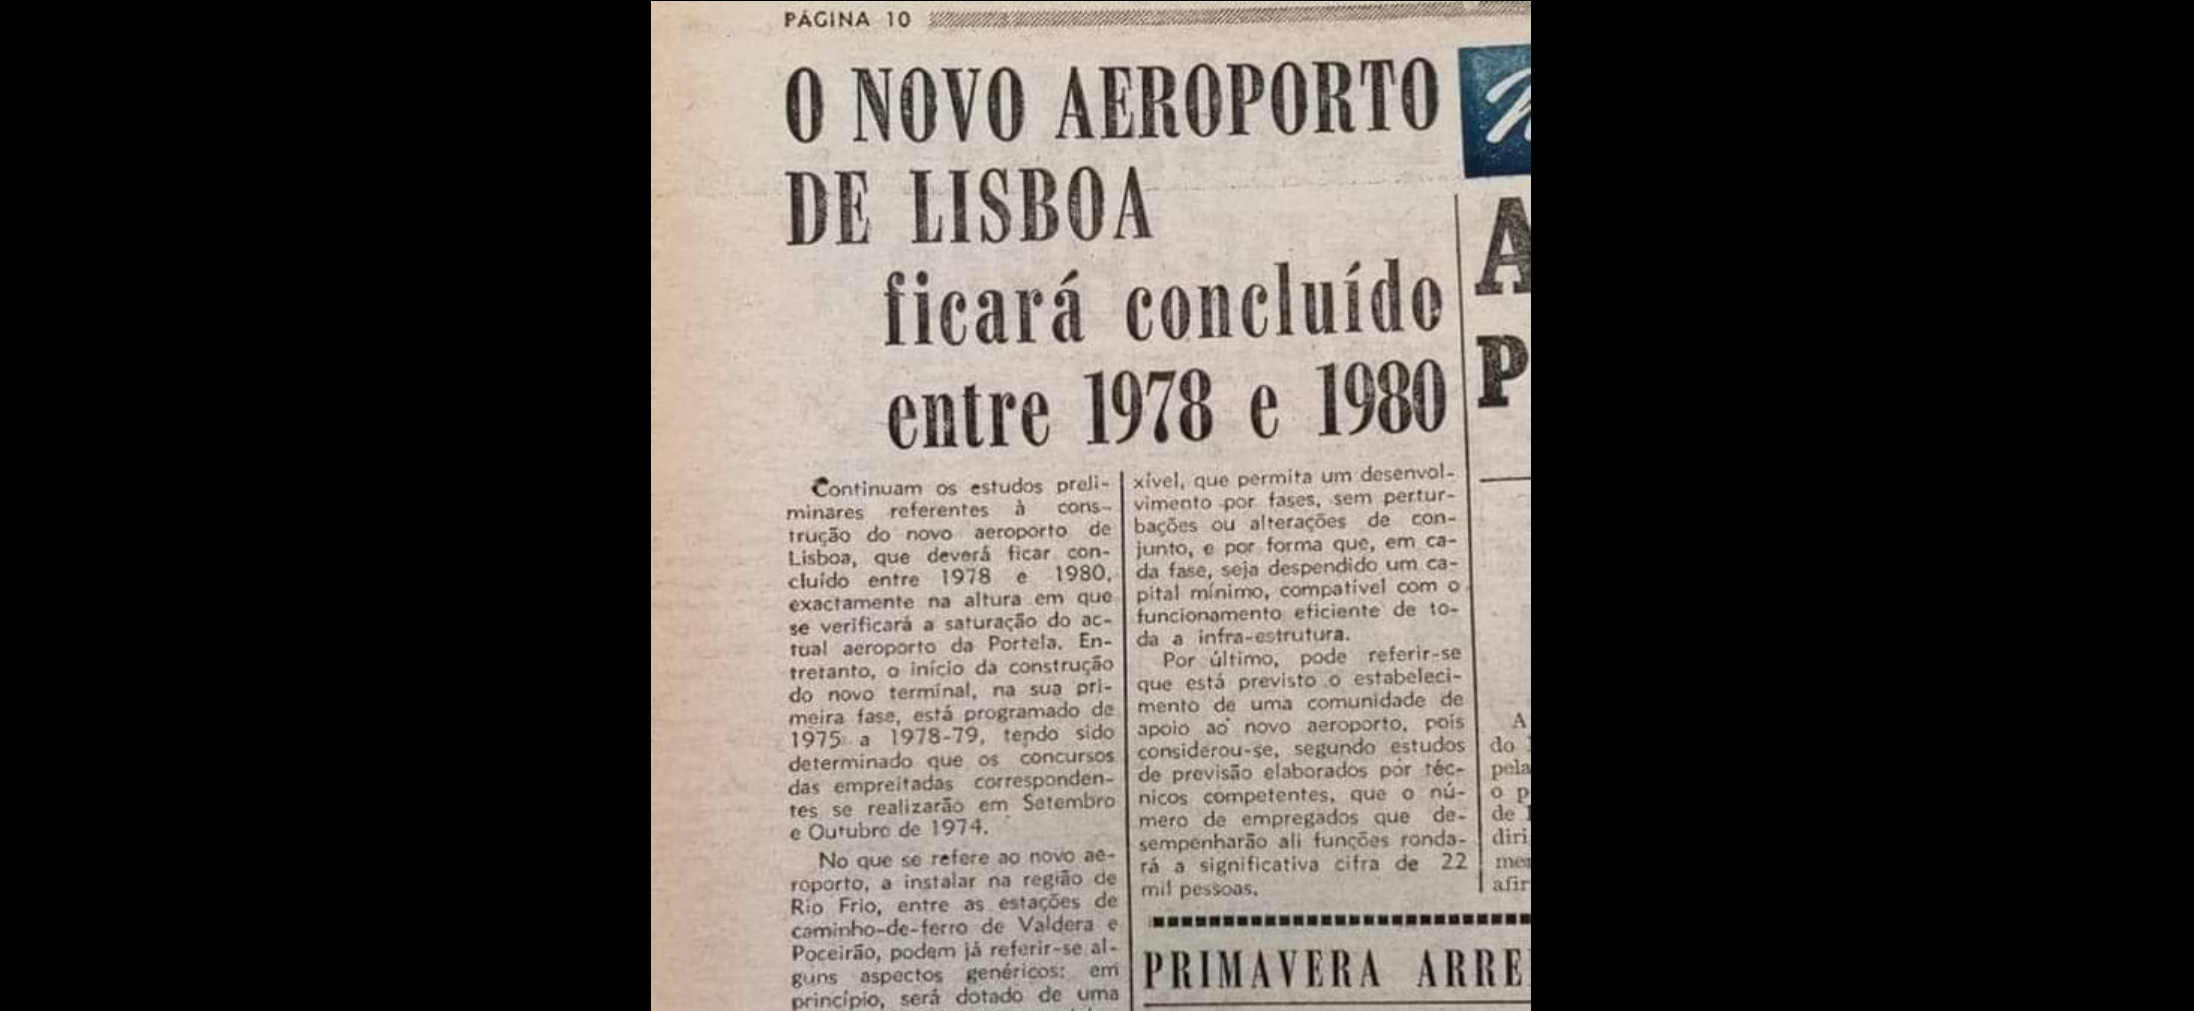 PÁGINA 10
O NOVO AEROPORTO
DE LISBOA
ficará concluído
entre 1978 e 1980
Continuam os estudos preli-
minares referentes à cons-
trução do novo aeroporto de
Lisboa, que deverá ficar con-
cluído entre 1978 e 1980,
exactamente na altura em que
se verificará a saturação do ac-
tual aeroporto da Portela. En-
tretanto, o início da construção
do novo terminal, na sua pri-
meira fase, está programado de
1975 a 1978-79, tendo sido
determinado que os concursos
das empreitadas corresponden-
tes se realizarão em Setembro
e Outubro de 1974.
No que se refere ao novo ae-
roporto, a instalar na região de
Rio Frio, entre as estações de
caminho-de-ferro de Valdera e
Poceirão, podem já referir-se al-
guns aspectos genéricos: em
princípio, será dotado de uma
xível, que permita um desenvol-
vimento por fases, sem pertur-
bações ou alterações de con-
junto, e por forma que, em ca-
da fase, seja despendido um ca-
pital mínimo, compatível com o
funcionamento eficiente de to-
da a infra-estrutura.
Por último, pode referir-se
que está previsto o estabeleci-
mento de uma comunidade de
apoio ao novo aeroporto, pois
considerou-se, segundo estudos
de previsão elaborados por téc-
nicos competentes, que o nú-
mero de empregados que de-
sempenharão ali funções ronda-
rá a significativa cifra de 22
mil pessoas.
PRIMAVERA ARRE
A
P
A
do
pela
o p
de
diri
mer
afir